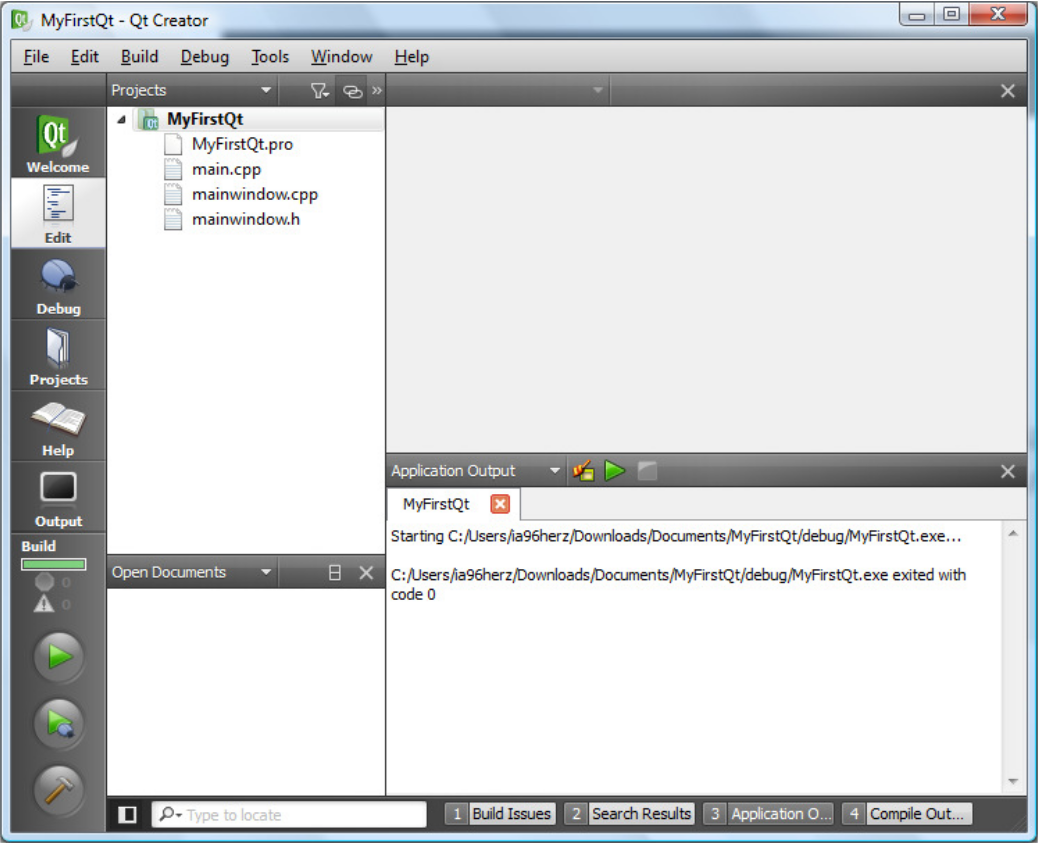 MyFirstQt - Qt Creator
File Edit Build Debug Tools Window Help
Projects
MyFirstQt
MyFirstQt.pro
main.cpp
mainwindow.cpp
mainwindow.h
Qt
Welcome
Edit
Debug
Projects
Help
Output
Build
0
0
Open Documents
Application Output
MyFirstQt
Starting C:/Users/ia96herz/Downloads/Documents/MyFirstQt/debug/MyFirstQt.exe...
C:/Users/ia96herz/Downloads/Documents/MyFirstQt/debug/MyFirstQt.exe exited with
code 0
Type to locate
1 Build Issues 2 Search Results 3 Application O... 4 Compile Out...